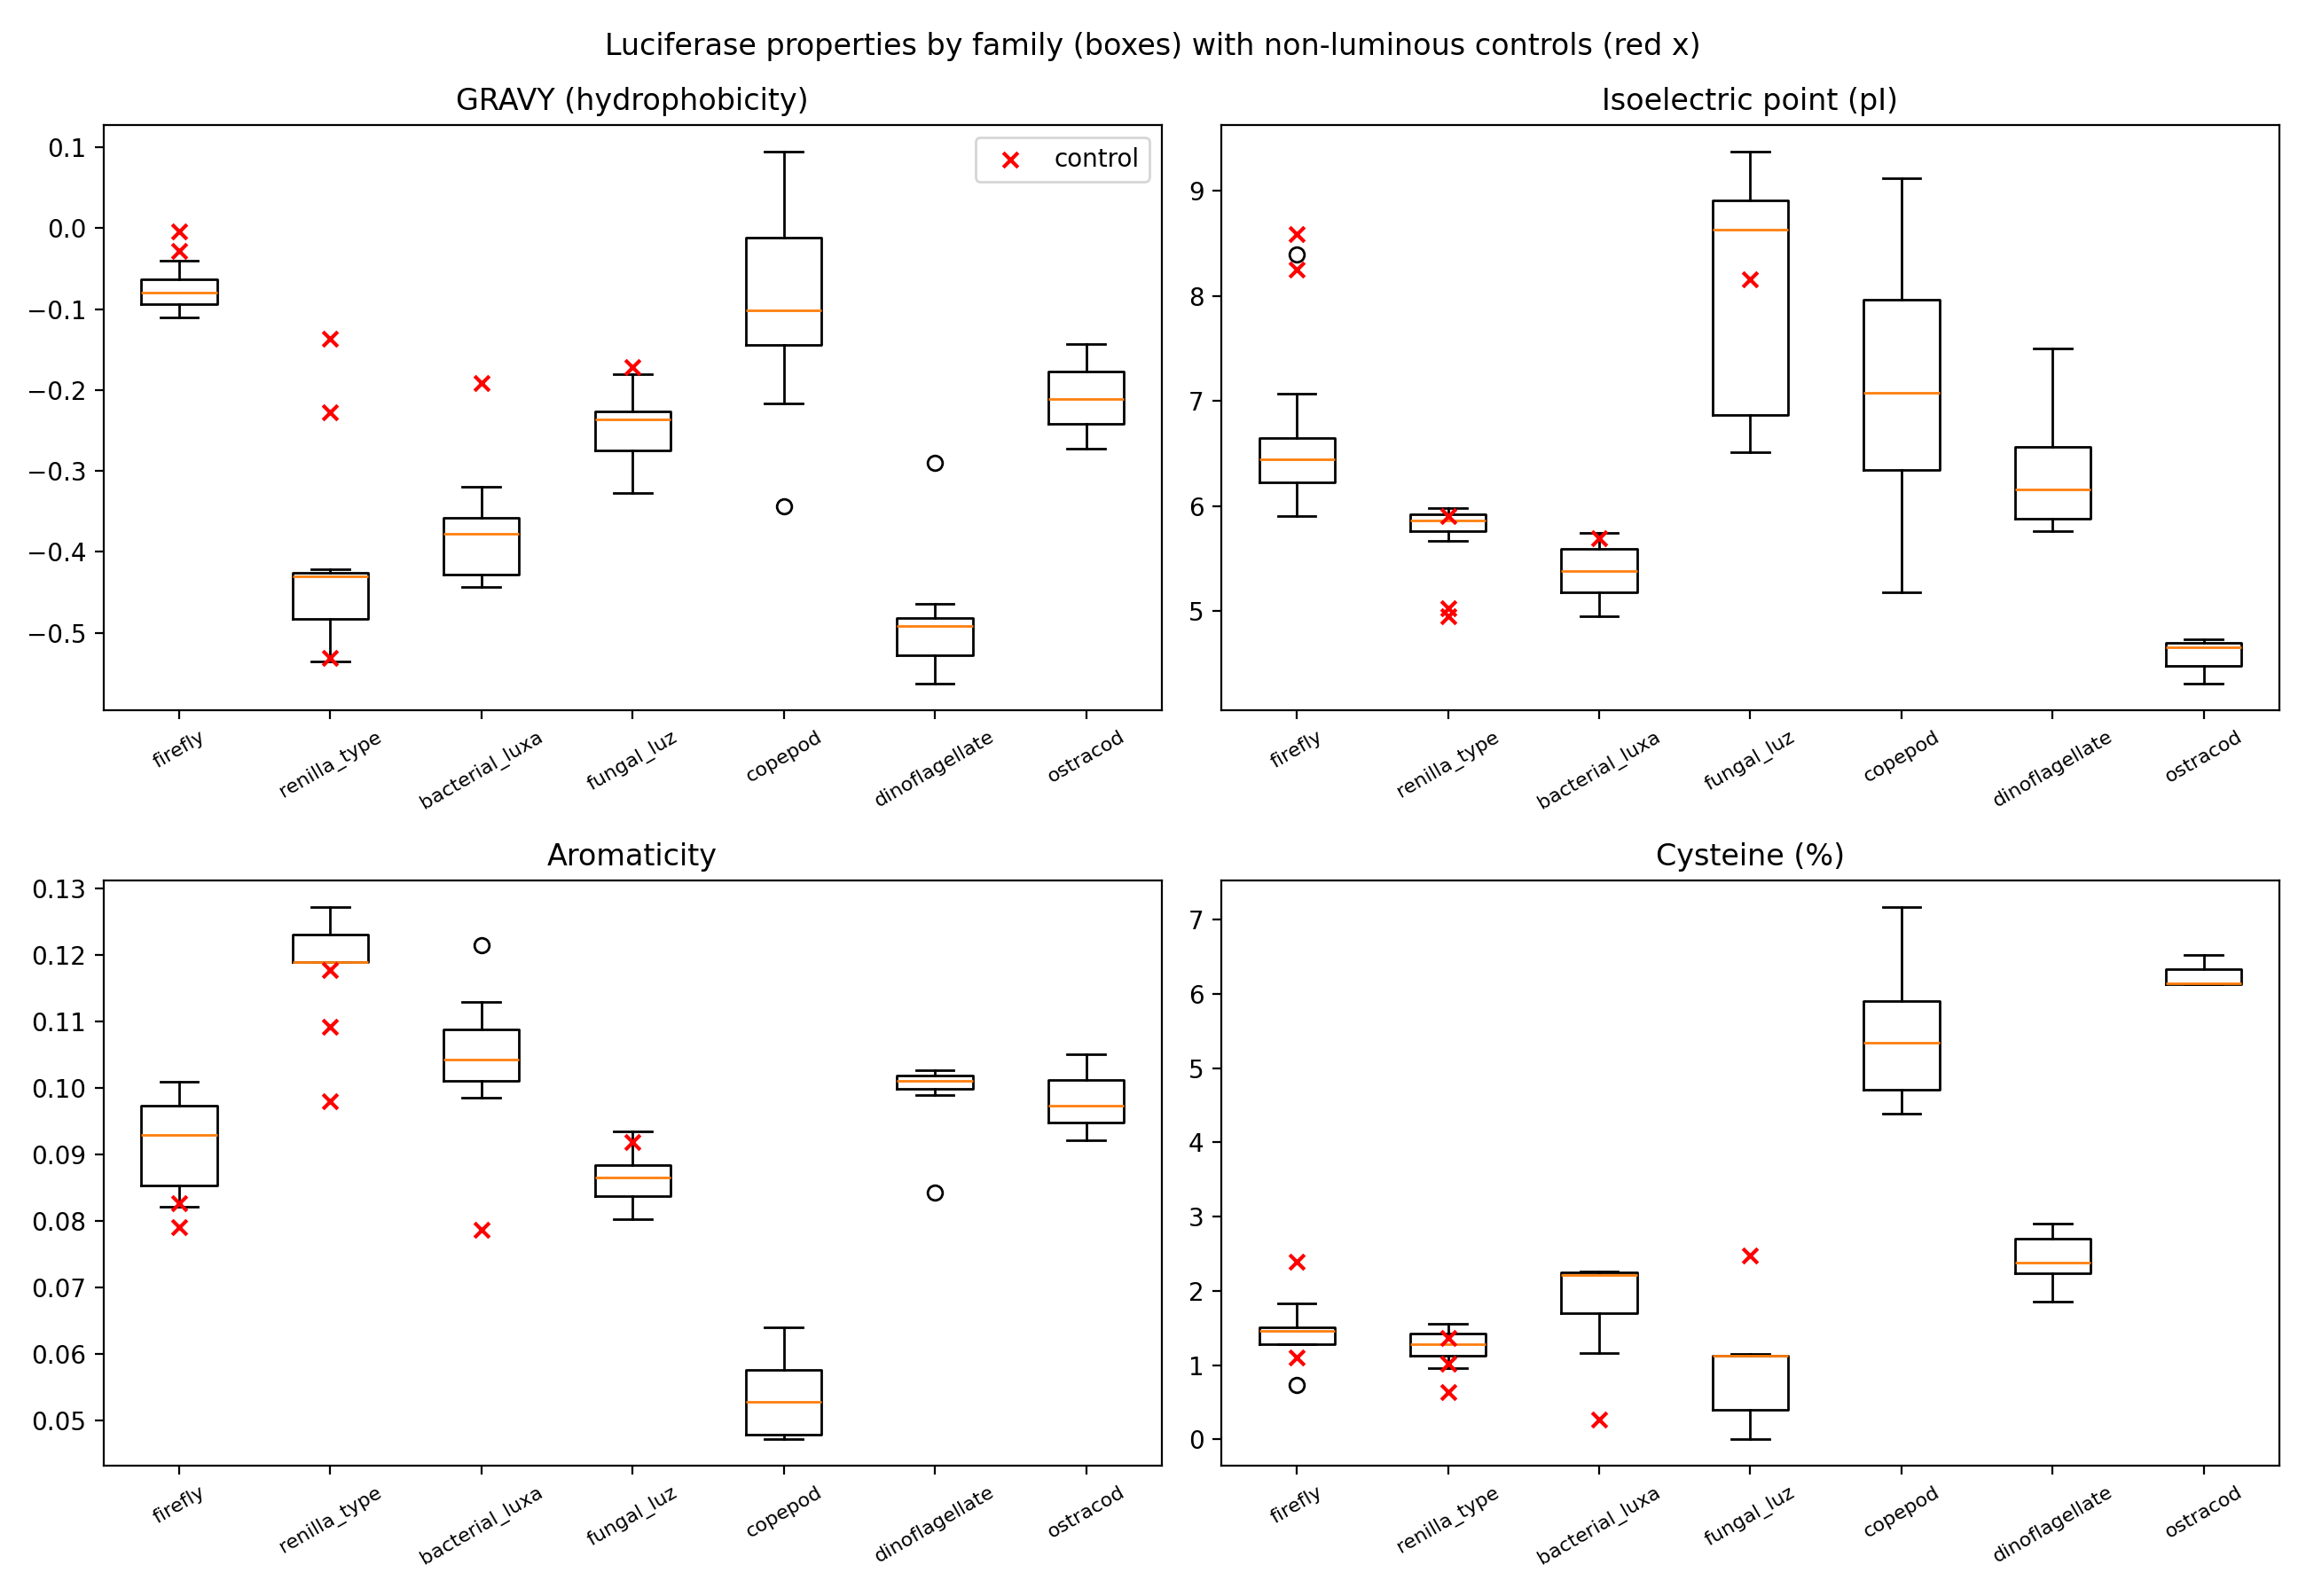 Luciferase properties by family (boxes) with non-luminous controls (red x)
GRAVY (hydrophobicity)
control
0.1
0.0
−0.1
−0.2
−0.3
−0.4
−0.5
firefly
renilla_type
bacterial_luxa
fungal_luz
copepod
dinoflagellate
ostracod
Isoelectric point (pI)
9
8
7
6
5
firefly
renilla_type
bacterial_luxa
fungal_luz
copepod
dinoflagellate
ostracod
Aromaticity
0.13
0.12
0.11
0.10
0.09
0.08
0.07
0.06
0.05
firefly
renilla_type
bacterial_luxa
fungal_luz
copepod
dinoflagellate
ostracod
Cysteine (%)
7
6
5
4
3
2
1
0
firefly
renilla_type
bacterial_luxa
fungal_luz
copepod
dinoflagellate
ostracod